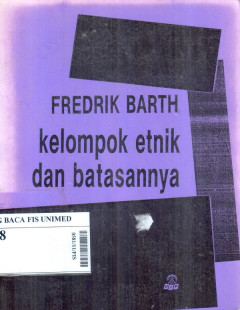 FREDRIK BARTH
kelompok etnik
dan batasannya
G BACA FIS UNIMED
8